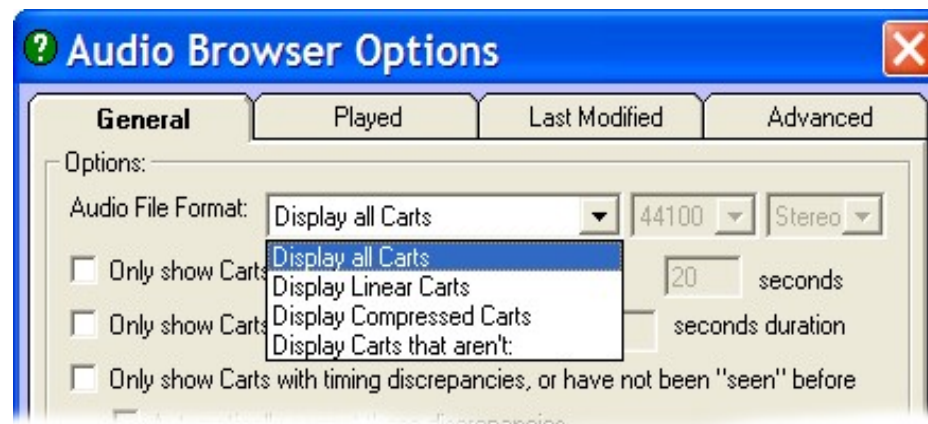 Audio Browser Options
General Played Last Modified Advanced
Options:
Audio File Format: Display all Carts 44100 Stereo
Display all Carts
Display Linear Carts
Display Compressed Carts
Display Carts that aren't:
Only show Carts 20 seconds
Only show Carts seconds duration
Only show Carts with timing discrepancies, or have not been "seen" before